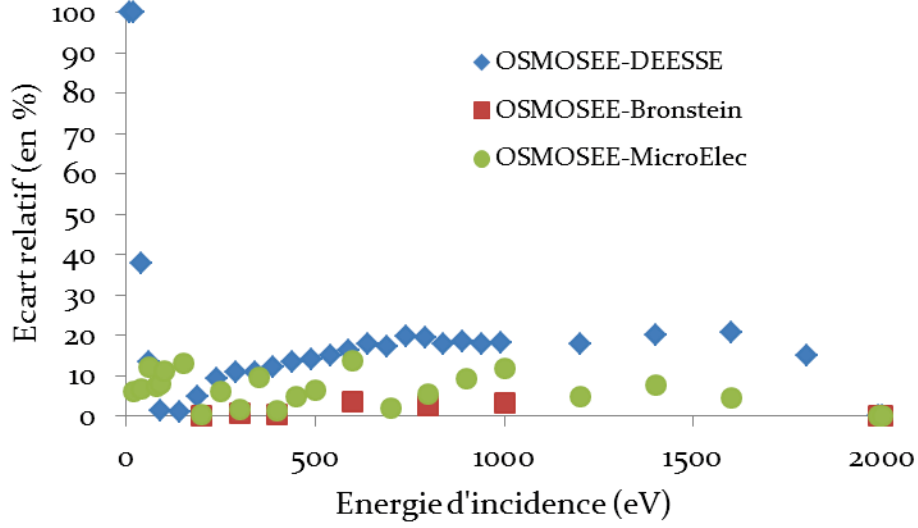 Ecart relatif (en %)
100
90
80
70
60
50
40
30
20
10
0
OSMOSEE-DEESSE
OSMOSEE-Bronstein
OSMOSEE-MicroElec
0 500 1000 1500 2000
Energie d'incidence (eV)